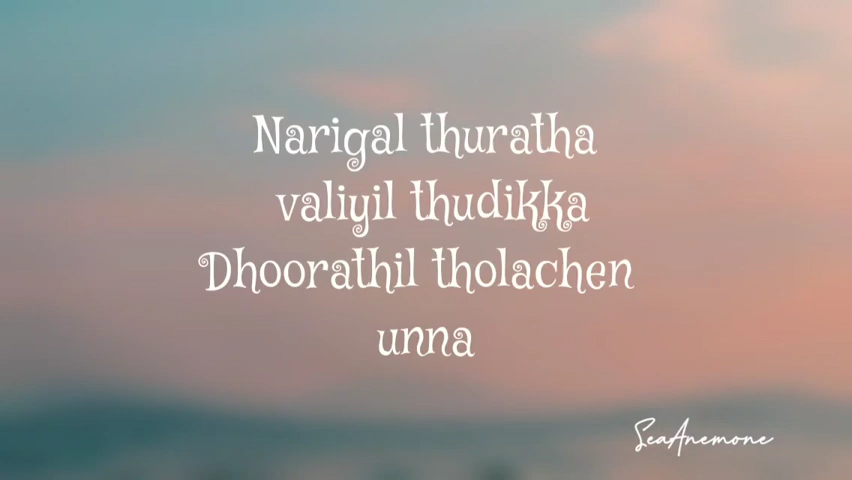 Narigal thuratha
valiyil thudikka
Dhoorathil tholachen
unna
SeaAnemone